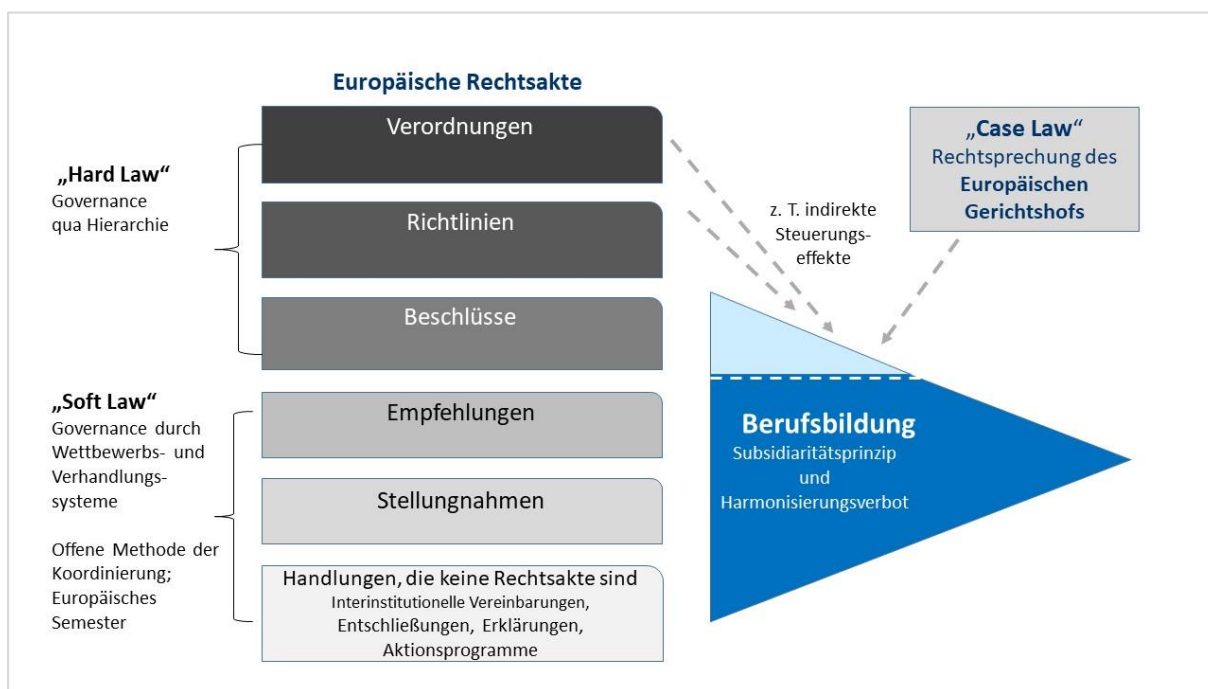 Europäische Rechtsakte
„Hard Law“
Governance
qua Hierarchie
Verordnungen
Richtlinien
Beschlüsse
„Soft Law“
Governance durch
Wettbewerbs- und
Verhandlungs-
systeme
Offene Methode der
Koordinierung;
Europäisches
Semester
Empfehlungen
Stellungnahmen
Handlungen, die keine Rechtsakte sind
Interinstitutionelle Vereinbarungen,
Entschließungen, Erklärungen,
Aktionsprogramme
z. T. indirekte
Steuerungs-
effekte
„Case Law“
Rechtsprechung des
Europäischen
Gerichtshofs
Berufsbildung
Subsidiaritätsprinzip
und
Harmonisierungsverbot